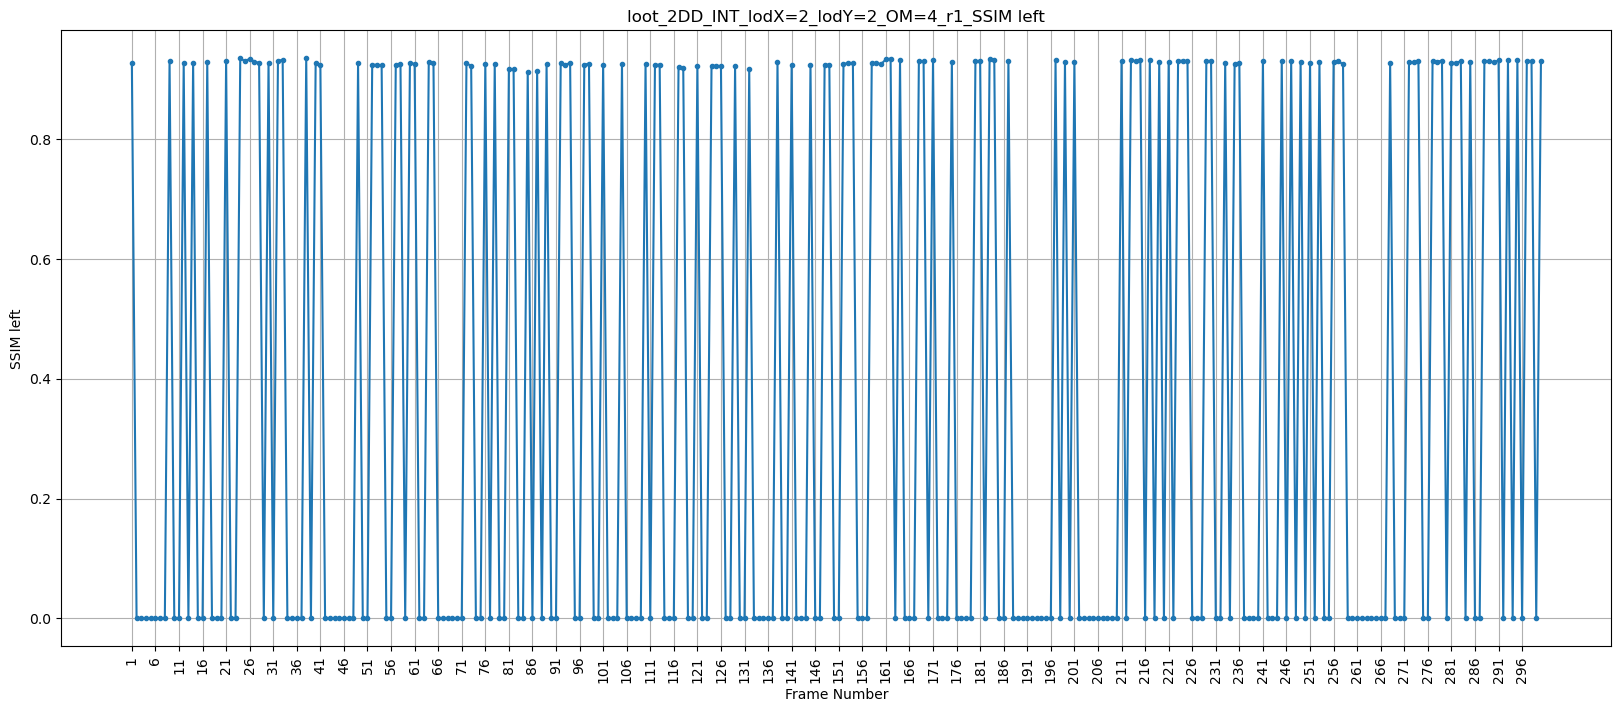 loot_2DD_INT_lodX=2_lodY=2_OM=4_r1_SSIM left
SSIM left
0.8
0.6
0.4
0.2
0.0
1 6 11 16 21 26 31 36 41 46 51 56 61 66 71 76 81 86 91 96 101 106 111 116 121 126 131 136 141 146 151 156 161 166 171 176 181 186 191 196 201 206 211 216 221 226 231 236 241 246 251 256 261 266 271 276 281 286 291 296
Frame Number